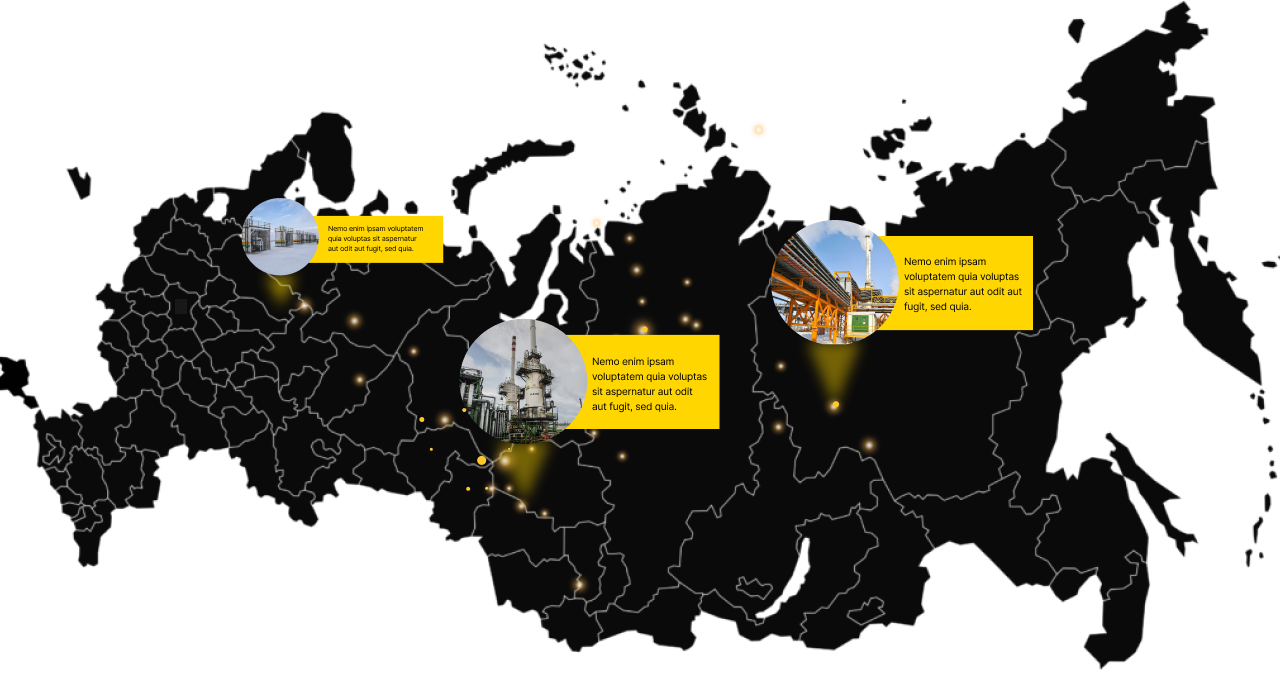 Nemo enim ipsam voluptatem
quia voluptas sit aspernatur
aut odit aut fugit, sed quia.
Nemo enim ipsam
voluptatem quia voluptas
sit aspernatur aut odit aut
fugit, sed quia.
Nemo enim ipsam
voluptatem quia voluptas
sit aspernatur aut odit
aut fugit, sed quia.